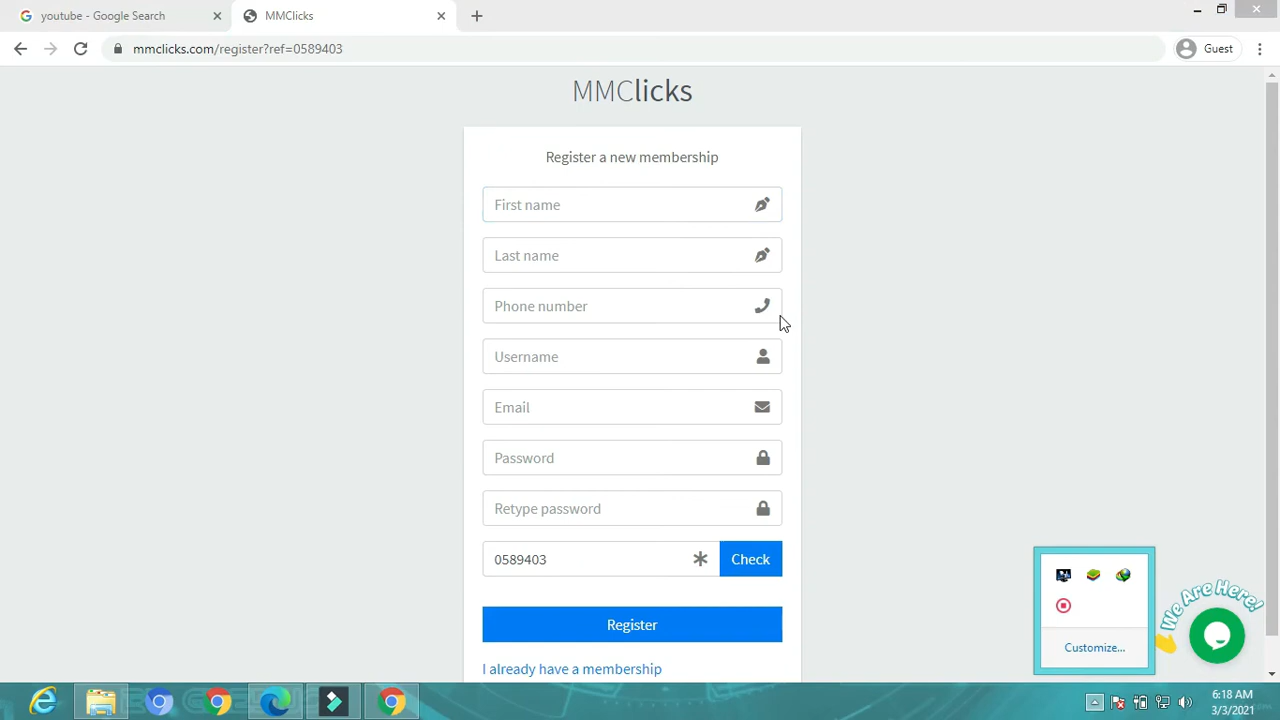 youtube - Google Search
MMClicks
mmclicks.com/register?ref=0589403
Guest
MMClicks
Register a new membership
First name
Last name
Phone number
Username
Email
Password
Retype password
0589403
Check
Register
I already have a membership
Customize...
We Are Here!
6:18 AM
3/3/2021